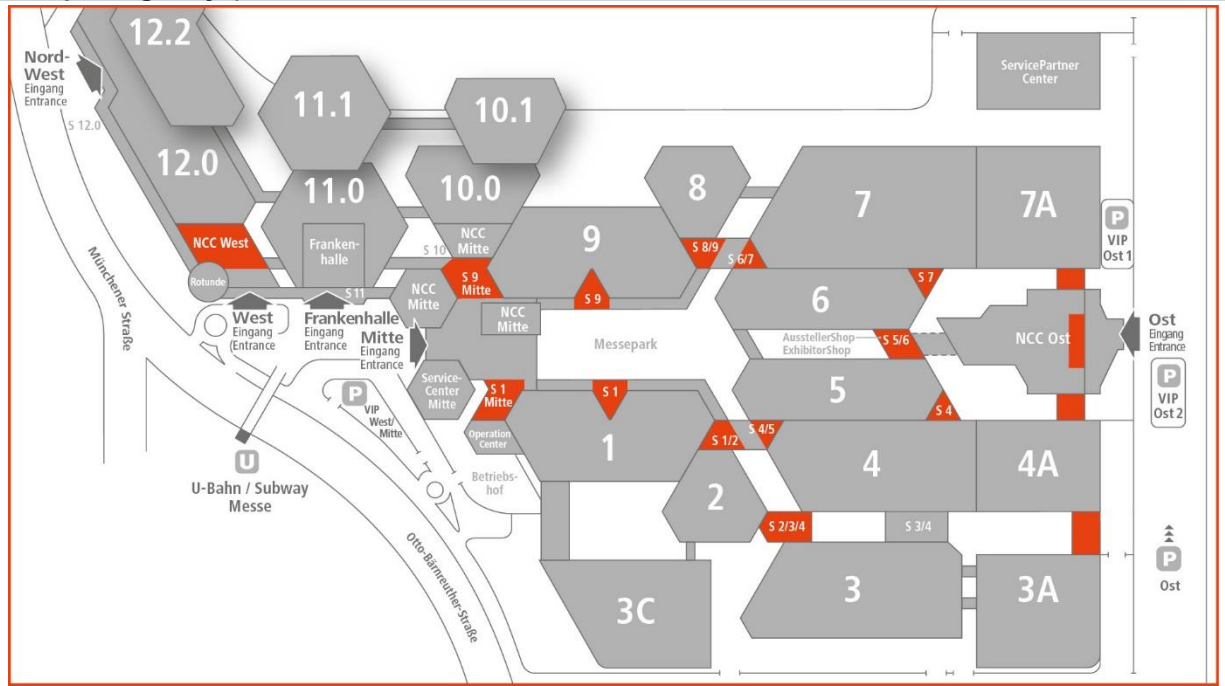 12.2
Nord-
West
Eingang
Entrance
S 12.0
12.0
11.1
10.1
ServicePartner
Center
11.0
10.0
8
7
7A
P
VIP
Ost 1
NCC West
Franken-
halle
S 10
NCC
Mitte
9
S 8/9
S 6/7
S 7
Rotunde
S 11
NCC
Mitte
S 9
Mitte
S 9
6
NCC
Mitte
Münchener Straße
West
Eingang
(Entrance
Frankenhalle
Eingang
Entrance
Mitte
Eingang
Entrance
Messepark
AusstellerShop
ExhibitorShop
S 5/6
NCC Ost
Ost
Eingang
Entrance
P
VIP
Ost 2
P
VIP
West/
Mitte
Service-
Center
Mitte
S 1
Mitte
S 1
5
S 4
Operation
Center
1
S 1/2
S 4/5
4
4A
U
U-Bahn / Subway
Messe
Betriebs-
hof
2
S 2/3/4
S 3/4
P
Ost
Otto-Bärnreuther-Straße
3C
3
3A